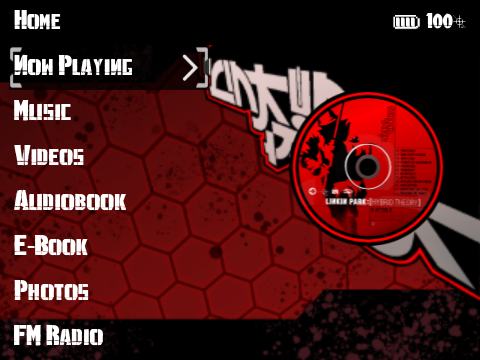 HOME
100
NOW PLAYING
MUSIC
VIDEOS
AUDIOBOOK
LINKIN PARK:[HYBRID THEORY]
E-BOOK
PHOTOS
FM RADIO